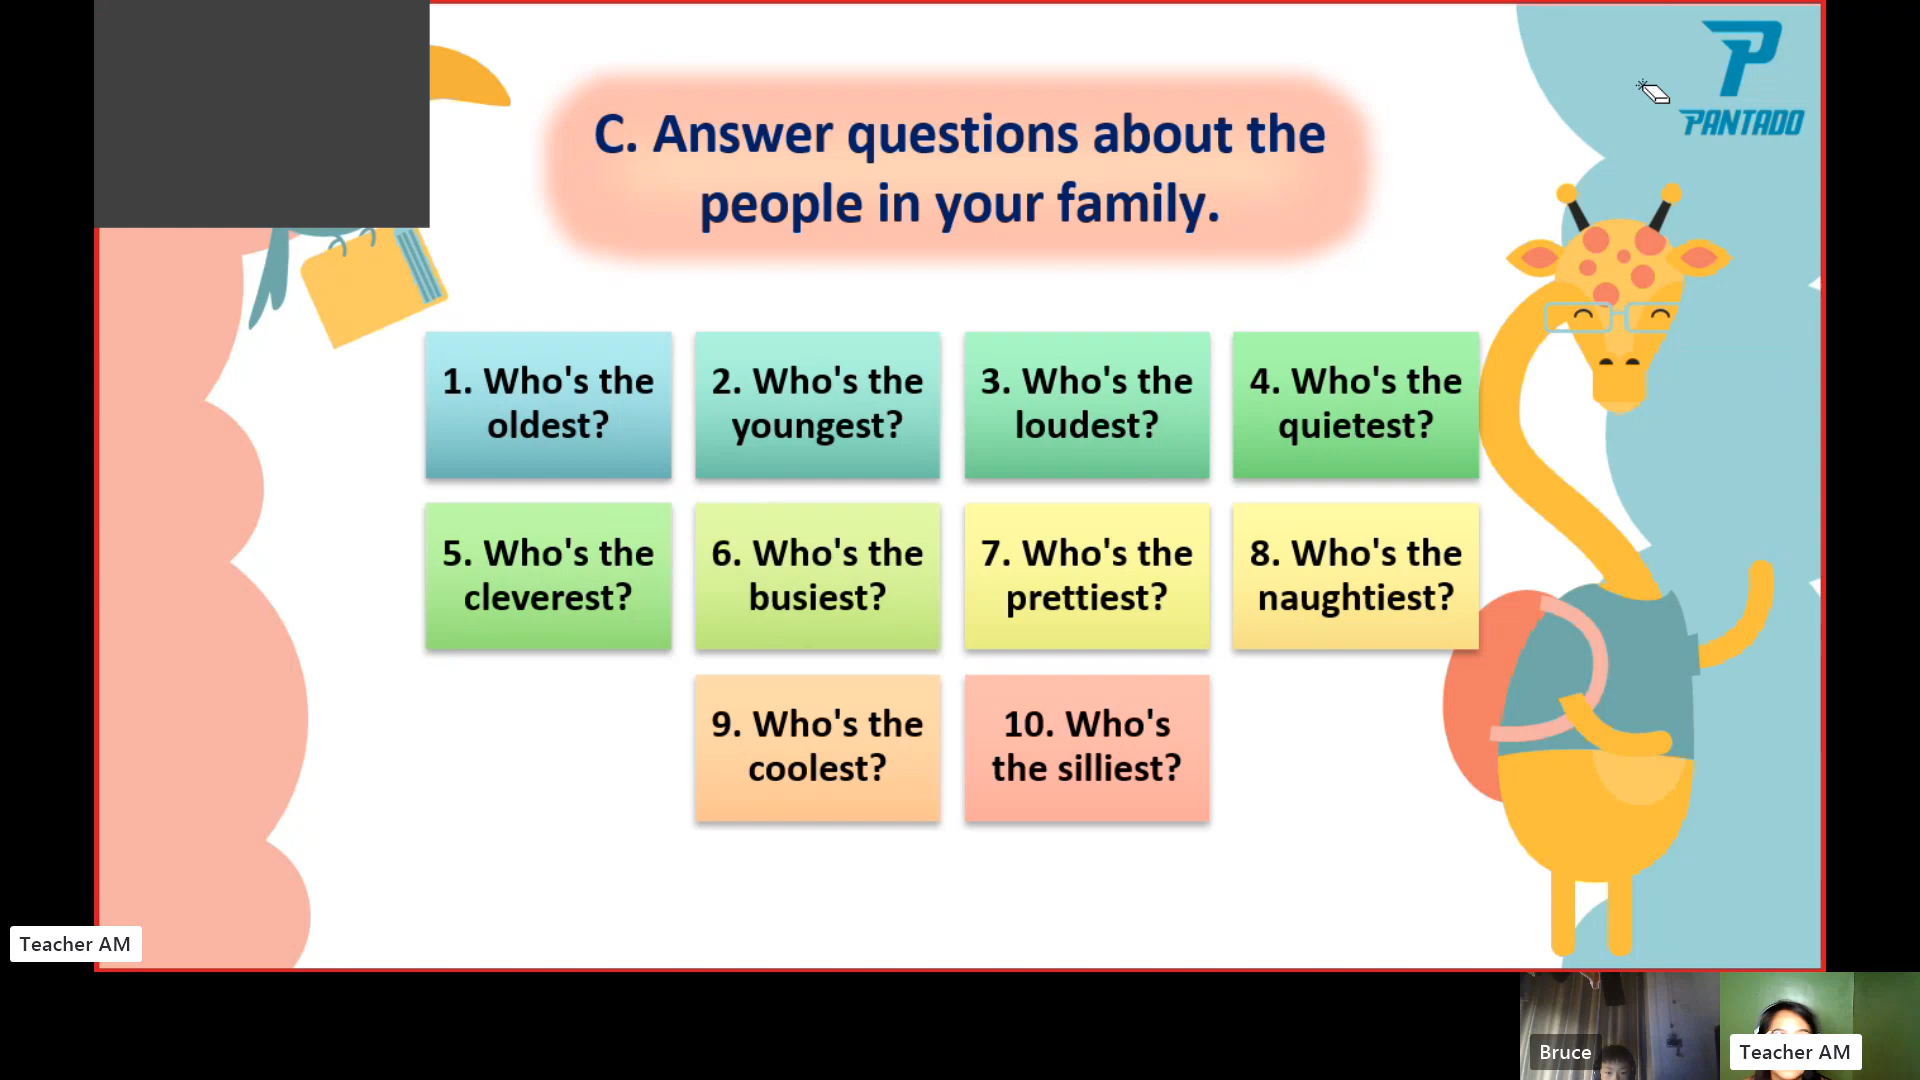 C. Answer questions about the
people in your family.
PANTADO
1. Who's the
oldest?
2. Who's the
youngest?
3. Who's the
loudest?
4. Who's the
quietest?
5. Who's the
cleverest?
6. Who's the
busiest?
7. Who's the
prettiest?
8. Who's the
naughtiest?
9. Who's the
coolest?
10. Who's
the silliest?
Teacher AM
Bruce
Teacher AM